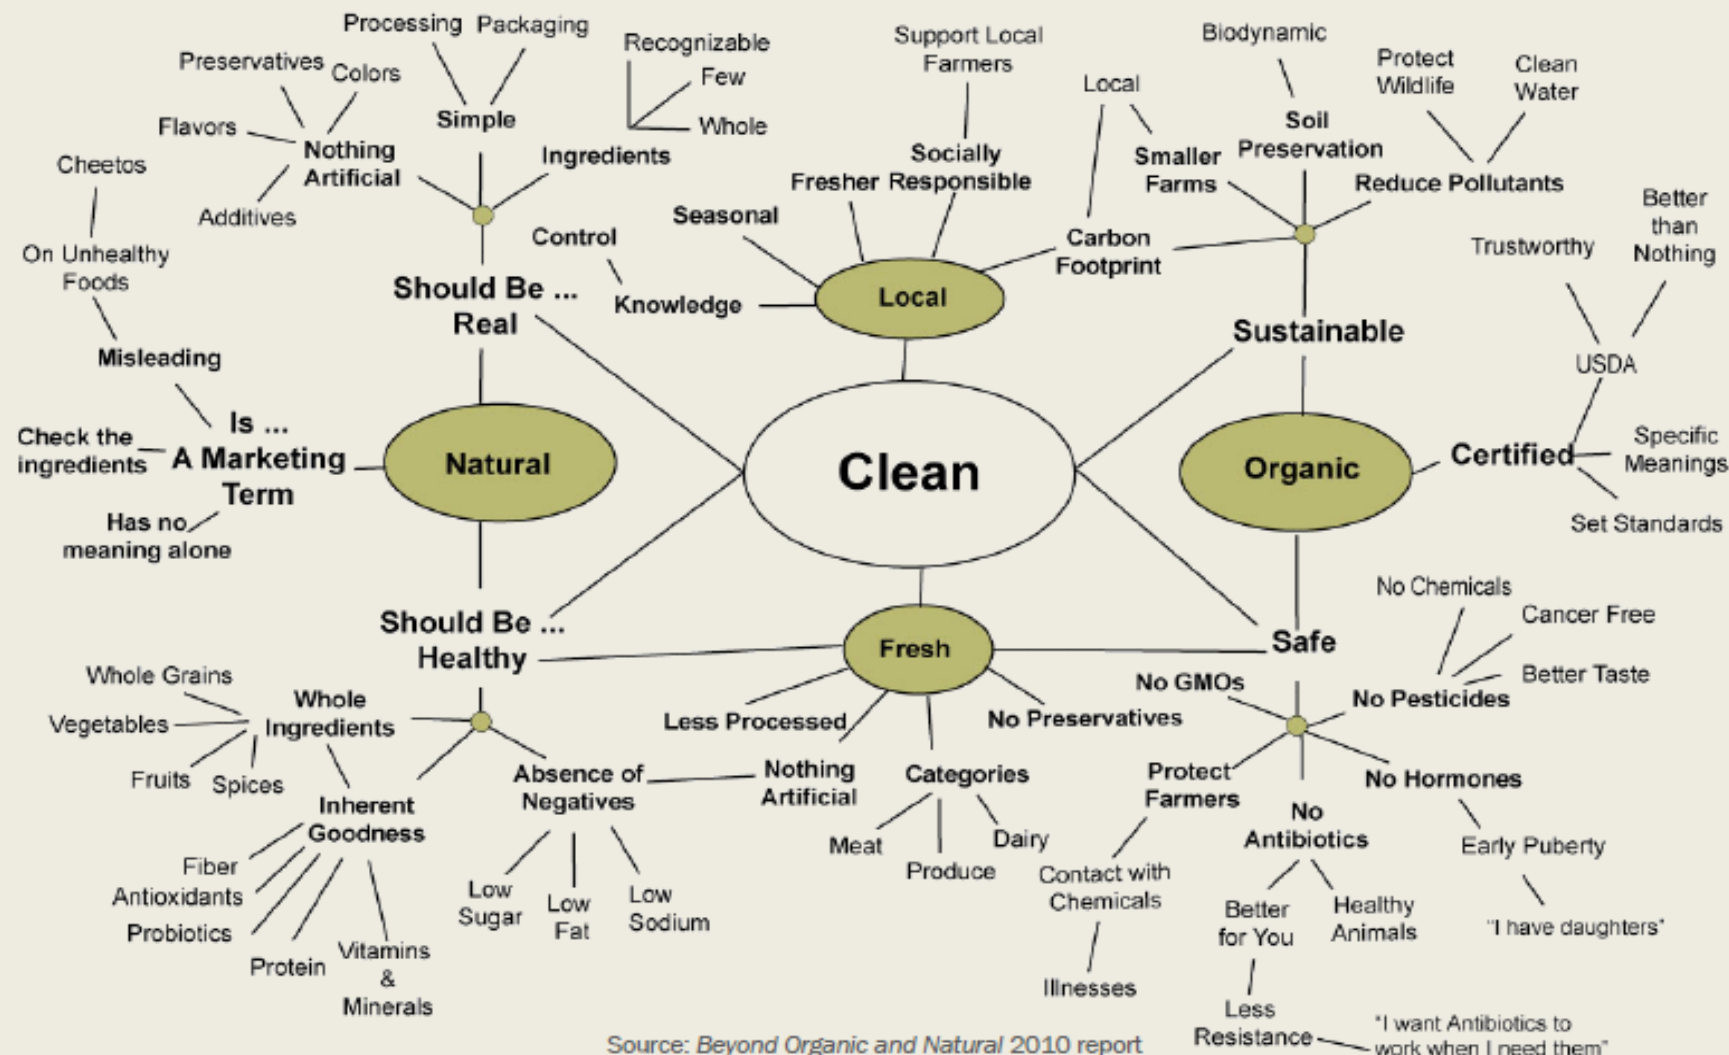 Processing
Packaging
Preservatives
Colors
Flavors
Simple
Nothing
Artificial
Additives
Recognizable
Few
Whole
Ingredients
Cheetos
On Unhealthy
Foods
Misleading
Should Be ...
Real
Control
Knowledge
Seasonal
Fresher
Socially
Responsible
Support Local
Farmers
Local
Local
Carbon
Footprint
Smaller
Farms
Biodynamic
Soil
Preservation
Protect
Wildlife
Clean
Water
Reduce Pollutants
Sustainable
Trustworthy
Better
than
Nothing
USDA
Certified
Specific
Meanings
Set Standards
Check the
ingredients
Is ...
A Marketing
Term
Has no
meaning alone
Natural
Clean
Organic
Should Be ...
Healthy
Fresh
Safe
Whole Grains
Vegetables
Fruits
Spices
Whole
Ingredients
Inherent
Goodness
Fiber
Antioxidants
Probiotics
Protein
Vitamins
&
Minerals
Absence of
Negatives
Low
Sugar
Low
Fat
Low
Sodium
Less Processed
Nothing
Artificial
Categories
Meat
Produce
Dairy
No Preservatives
No GMOs
No Pesticides
No Chemicals
Cancer Free
Better Taste
Protect
Farmers
Contact with
Chemicals
Illnesses
No
Antibiotics
Better
for You
Less
Resistance
"I want Antibiotics to
work when I need them"
Healthy
Animals
No Hormones
Early Puberty
"I have daughters"
Source: Beyond Organic and Natural 2010 report